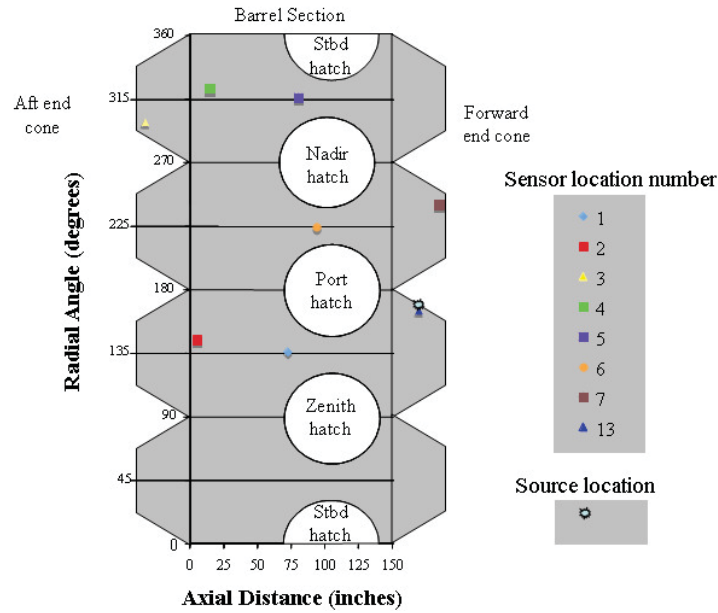 Barrel Section
360
Stbd
hatch
315
Aft end
cone
Forward
end cone
Nadir
hatch
270
Sensor location number
225
0
1
2
3
4
5
6
7
13
Port
hatch
180
0
Radial Angle (degrees)
135
Zenith
hatch
90
Source location
45
Stbd
hatch
0
0 25 50 75 100 125 150
Axial Distance (inches)